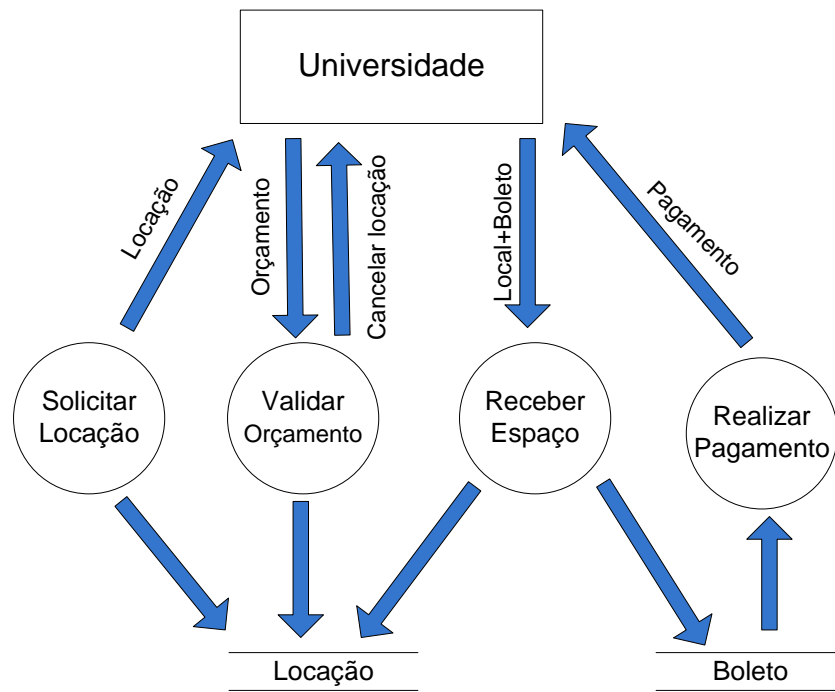 Universidade
Locação
Orçamento
Cancelar locação
Local+Boleto
Pagamento
Solicitar
Locação
Validar
Orçamento
Receber
Espaço
Realizar
Pagamento
Locação
Boleto